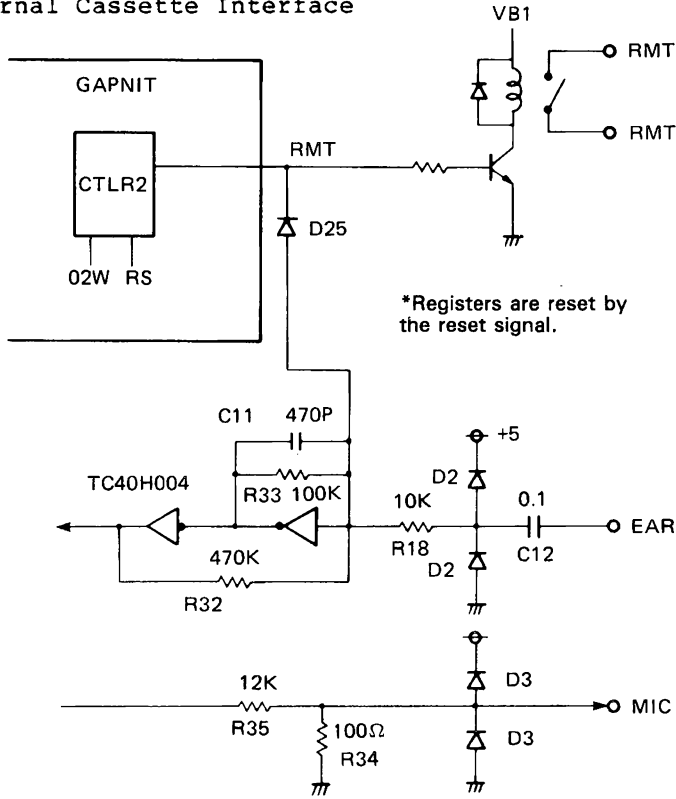 rnal Cassette Interface
VB1
RMT
GAPNIT
RMT
RMT
CTLR2
D25
02W RS
*Registers are reset by
the reset signal.
C11 470P
+5
D2
TC40H004
R33 100K
10K
0.1
EAR
R18
C12
470K
D2
R32
12K
D3
MIC
R35
100Ω
D3
R34